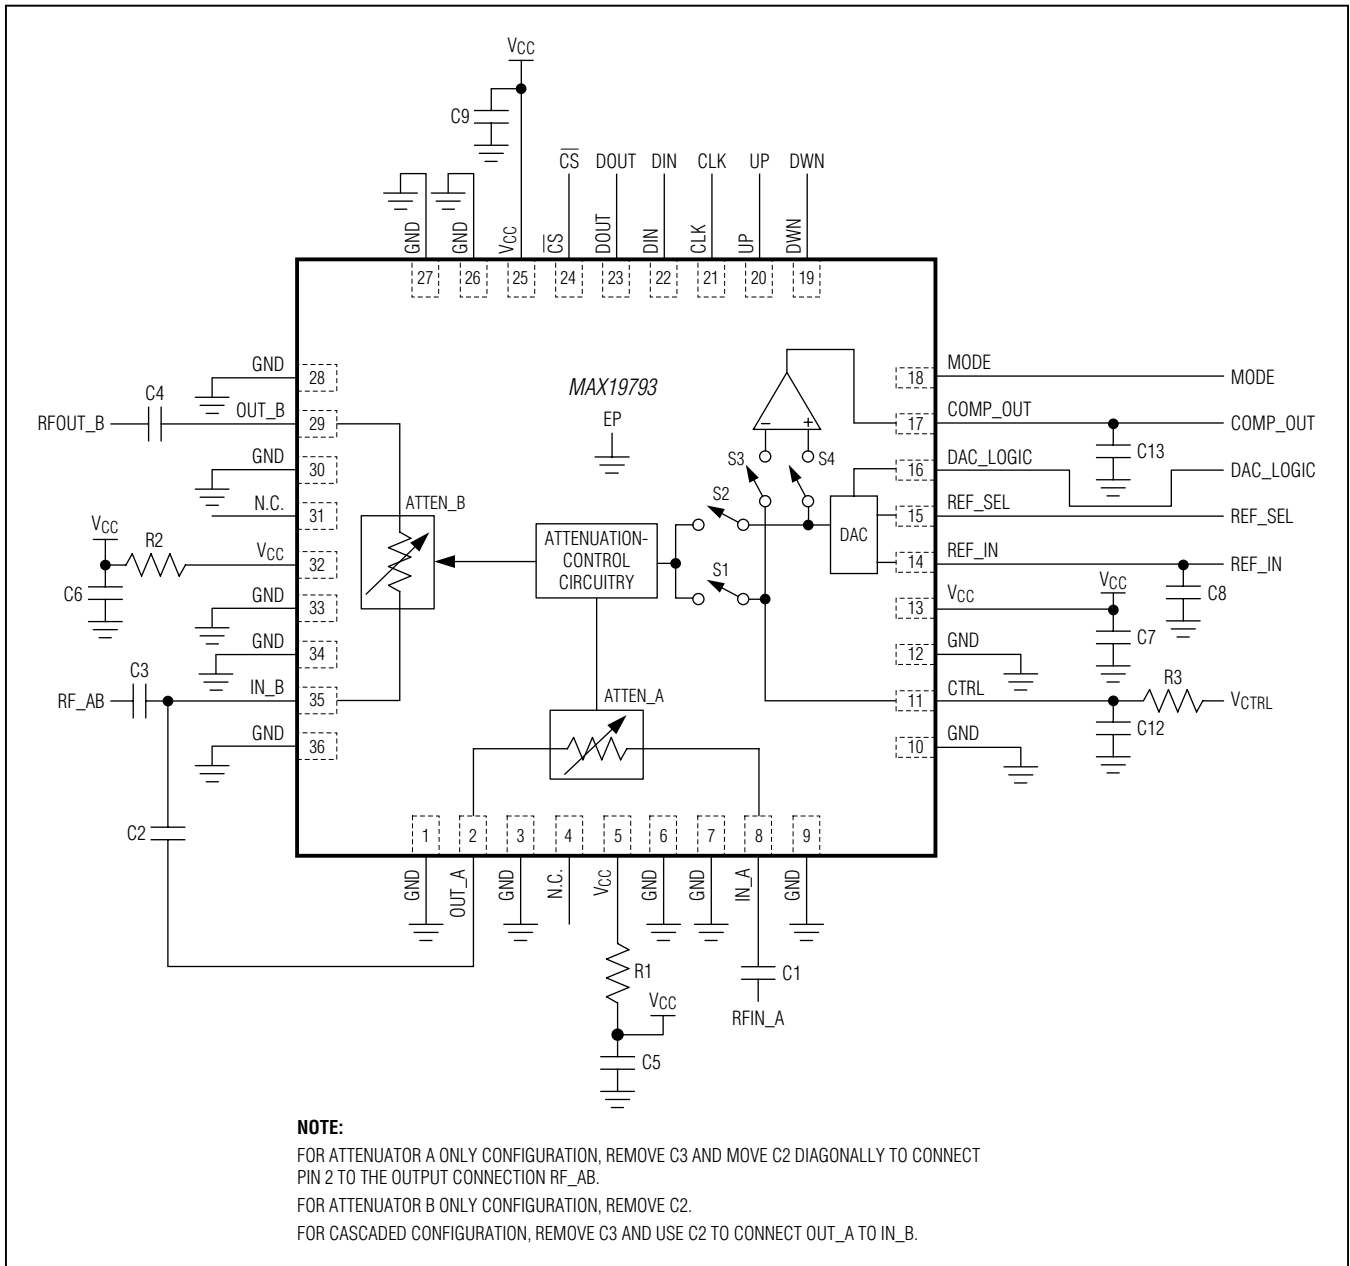 VCC
C9
CS DOUT DIN CLK UP DWN
GND GND VCC CS DOUT DIN CLK UP DWN
27 26 25 24 23 22 21 20 19
GND
28
C4
RFOUT_B
OUT_B
29
GND
30
N.C.
31
VCC
R2
VCC
32
C6
GND
33
GND
34
C3
RF_AB
IN_B
35
GND
36
C2
MAX19793
EP
ATTEN_B
ATTENUATION-
CONTROL
CIRCUITRY
ATTEN_A
S1
S2
S3
S4
– +
DAC
18
MODE
MODE
17
COMP_OUT
COMP_OUT
C13
16
DAC_LOGIC
DAC_LOGIC
15
REF_SEL
REF_SEL
14
REF_IN
REF_IN
C8
13
VCC
VCC
C7
12
GND
11
CTRL
R3
VCTRL
C12
10
GND
1 2 3 4 5 6 7 8 9
GND OUT_A GND N.C. VCC GND GND IN_A GND
R1
VCC
C5
C1
RFIN_A
NOTE:
FOR ATTENUATOR A ONLY CONFIGURATION, REMOVE C3 AND MOVE C2 DIAGONALLY TO CONNECT
PIN 2 TO THE OUTPUT CONNECTION RF_AB.
FOR ATTENUATOR B ONLY CONFIGURATION, REMOVE C2.
FOR CASCADED CONFIGURATION, REMOVE C3 AND USE C2 TO CONNECT OUT_A TO IN_B.